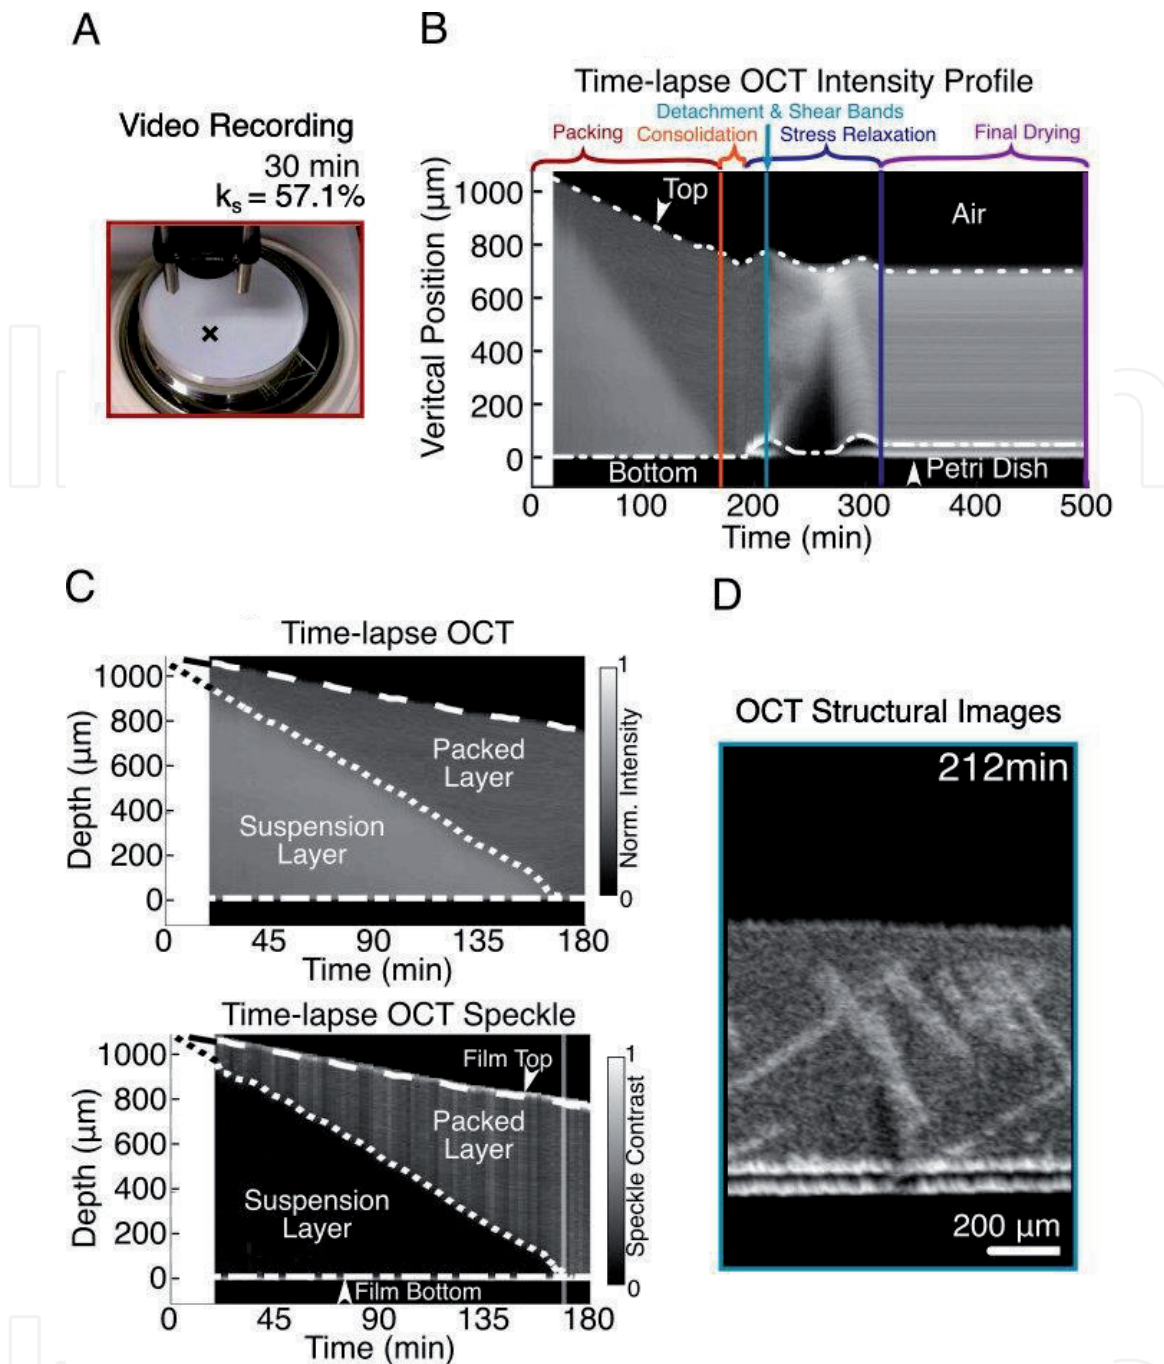 A
Video Recording
30 min
ks = 57.1%
B
Time-lapse OCT Intensity Profile
Detachment & Shear Bands
Packing Consolidation Stress Relaxation Final Drying
Veritcal Position (µm)
1000
800
600
400
200
0
Top
Air
Bottom
Petri Dish
0 100 200 300 400 500
Time (min)
C
Time-lapse OCT
Depth (µm)
1000
800
600
400
200
0
Packed
Layer
Suspension
Layer
1
Norm. Intensity
0
0 45 90 135 180
Time (min)
Time-lapse OCT Speckle
Depth (µm)
1000
800
600
400
200
0
Film Top
Packed
Layer
Suspension
Layer
Film Bottom
1
Speckle Contrast
0
0 45 90 135 180
Time (min)
D
OCT Structural Images
212min
200 µm